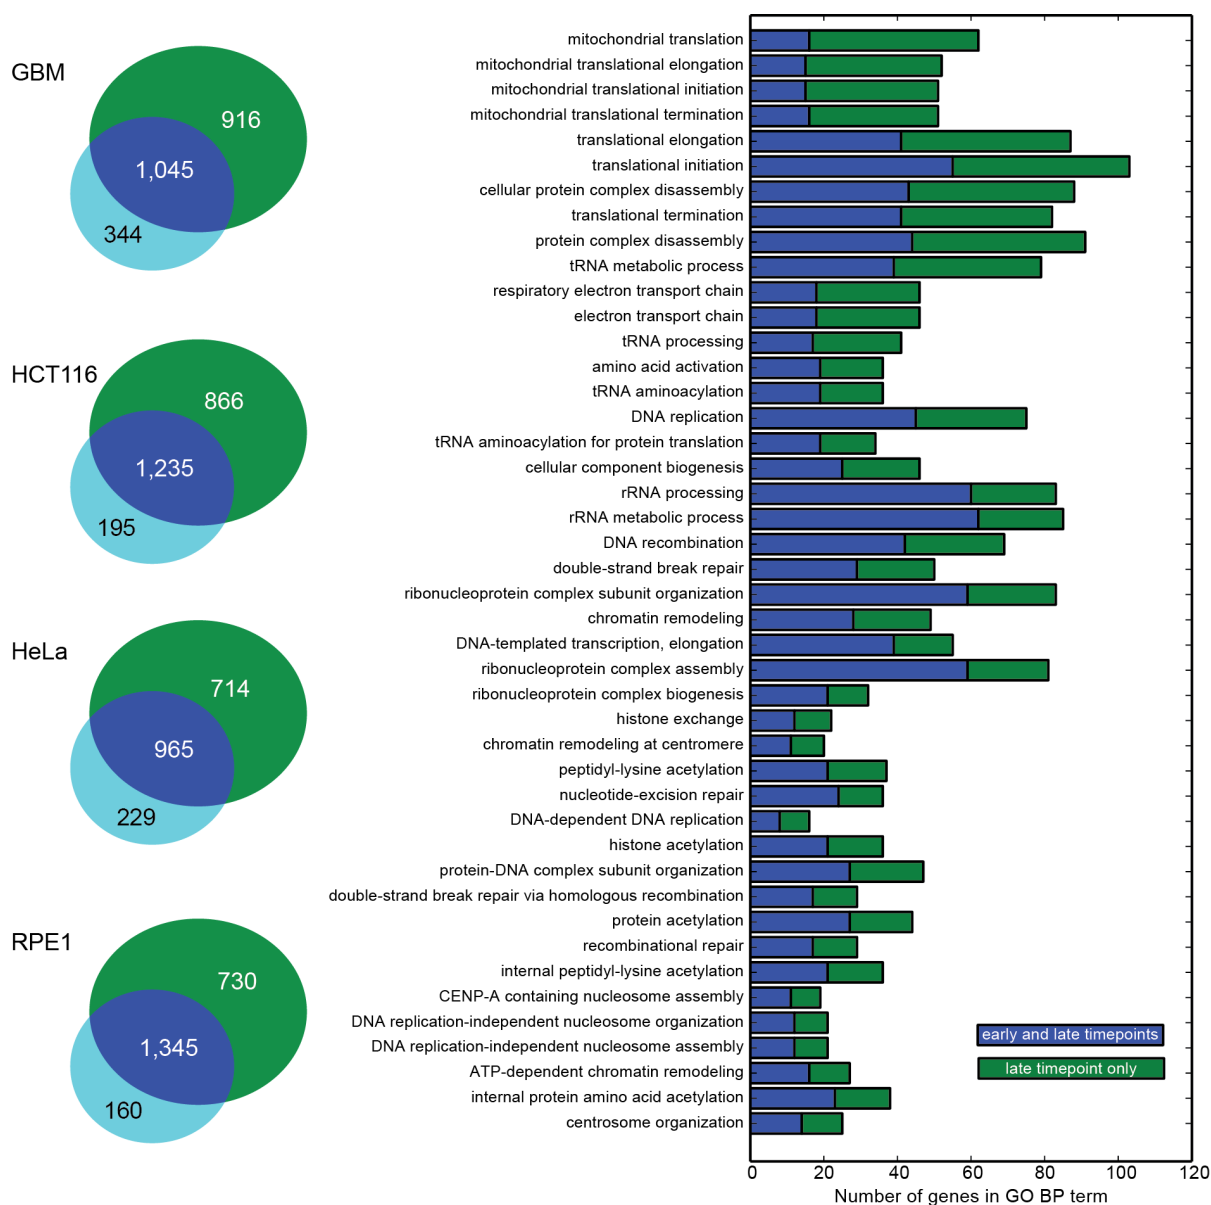 GBM
916
1,045
344
HCT116
866
1,235
195
HeLa
714
965
229
RPE1
730
1,345
160
mitochondrial translation
mitochondrial translational elongation
mitochondrial translational initiation
mitochondrial translational termination
translational elongation
translational initiation
cellular protein complex disassembly
translational termination
protein complex disassembly
tRNA metabolic process
respiratory electron transport chain
electron transport chain
tRNA processing
amino acid activation
tRNA aminoacylation
DNA replication
tRNA aminoacylation for protein translation
cellular component biogenesis
rRNA processing
rRNA metabolic process
DNA recombination
double-strand break repair
ribonucleoprotein complex subunit organization
chromatin remodeling
DNA-templated transcription, elongation
ribonucleoprotein complex assembly
ribonucleoprotein complex biogenesis
histone exchange
chromatin remodeling at centromere
peptidyl-lysine acetylation
nucleotide-excision repair
DNA-dependent DNA replication
histone acetylation
protein-DNA complex subunit organization
double-strand break repair via homologous recombination
protein acetylation
recombinational repair
internal peptidyl-lysine acetylation
CENP-A containing nucleosome assembly
DNA replication-independent nucleosome organization
DNA replication-independent nucleosome assembly
ATP-dependent chromatin remodeling
internal protein amino acid acetylation
centrosome organization
early and late timepoints
late timepoint only
0 20 40 60 80 100 120
Number of genes in GO BP term